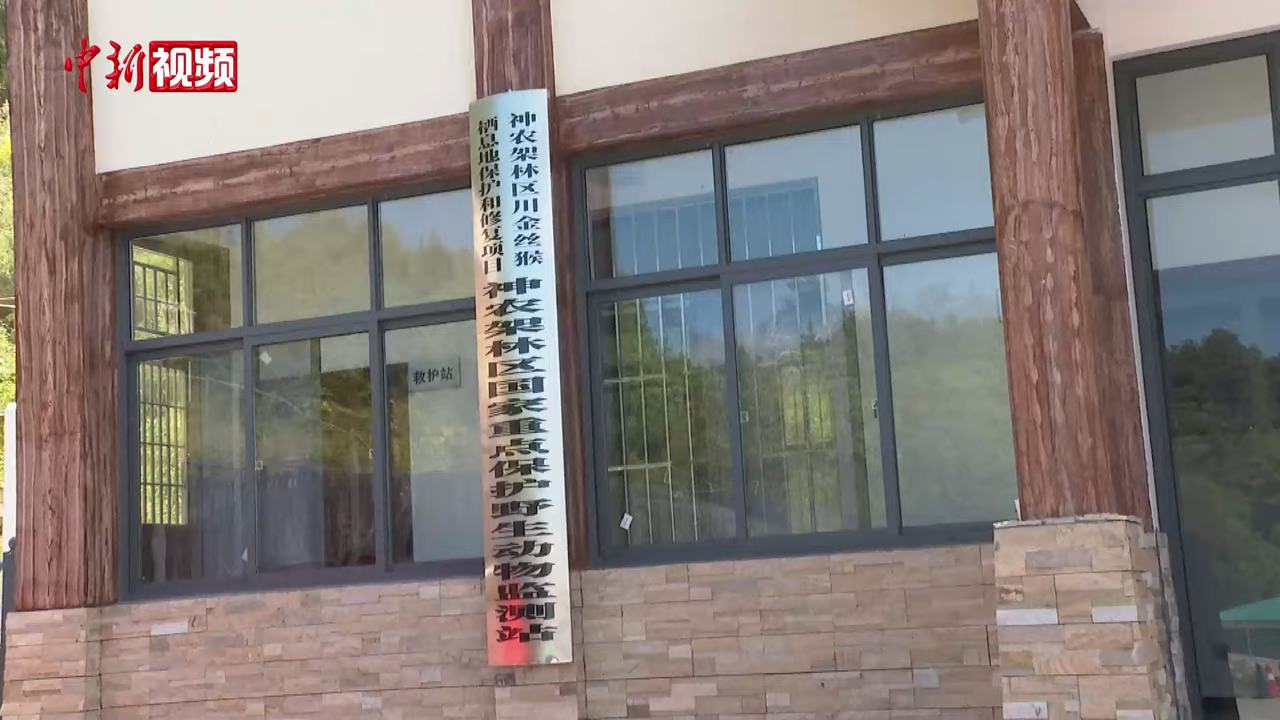 中新视频
神农架林区川金丝猴
栖息地保护和修复项目
神农架林区国家重点保护野生动物监测站
救护站